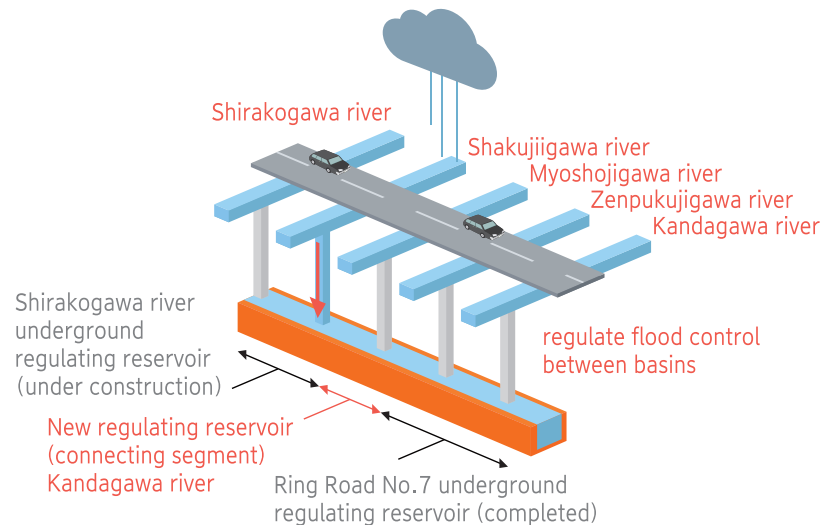 Shirakogawa river
Shakujiigawa river
Myoshojigawa river
Zenpukujigawa river
Kandagawa river
Shirakogawa river
underground
regulating reservoir
(under construction)
regulate flood control
between basins
New regulating reservoir
(connecting segment)
Kandagawa river
Ring Road No.7 underground
regulating reservoir (completed)